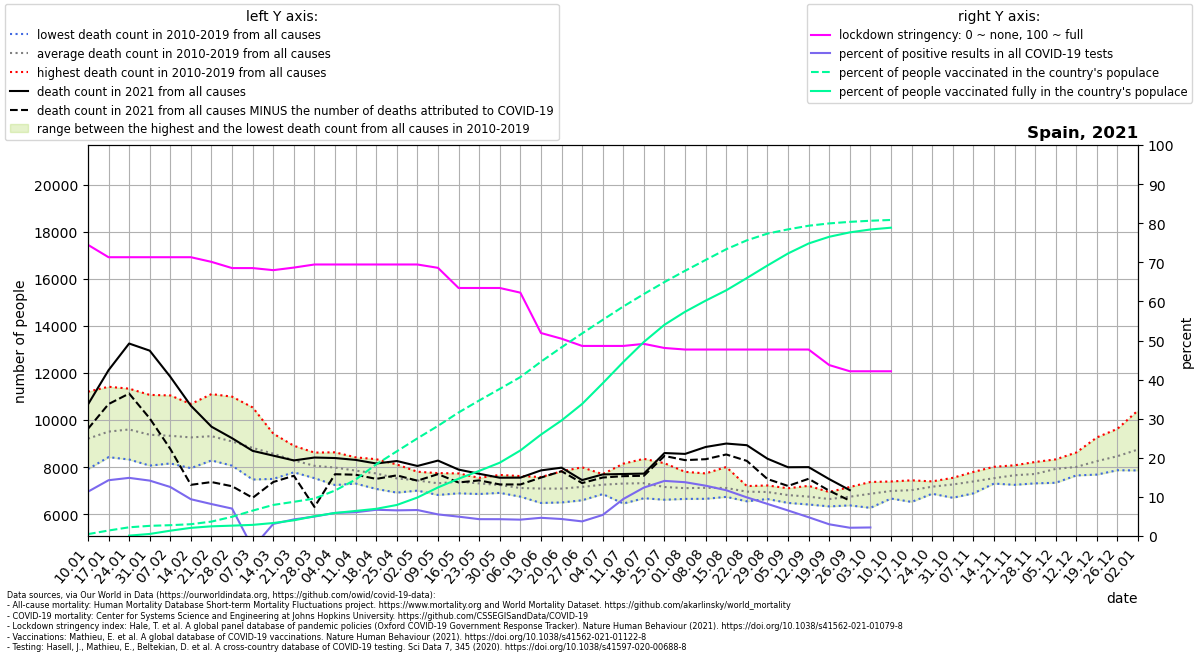 left Y axis:
lowest death count in 2010-2019 from all causes
average death count in 2010-2019 from all causes
highest death count in 2010-2019 from all causes
death count in 2021 from all causes
death count in 2021 from all causes MINUS the number of deaths attributed to COVID-19
range between the highest and the lowest death count from all causes in 2010-2019
right Y axis:
lockdown stringency: 0 ~ none, 100 ~ full
percent of positive results in all COVID-19 tests
percent of people vaccinated in the country's populace
percent of people vaccinated fully in the country's populace
Spain, 2021
number of people
20000
18000
16000
14000
12000
10000
8000
6000
100
90
80
70
60
50
40
30
20
10
0
percent
10.01 17.01 24.01 31.01 07.02 14.02 21.02 28.02 07.03 14.03 21.03 28.03 04.04 11.04 18.04 25.04 02.05 09.05 16.05 23.05 30.05 06.06 13.06 20.06 27.06 04.07 11.07 18.07 25.07 01.08 08.08 15.08 22.08 29.08 05.09 12.09 19.09 26.09 03.10 10.10 17.10 24.10 31.10 07.11 14.11 21.11 28.11 05.12 12.12 19.12 26.12 02.01
date
Data sources, via Our World in Data (https://ourworldindata.org, https://github.com/owid/covid-19-data):
- All-cause mortality: Human Mortality Database Short-term Mortality Fluctuations project. https://www.mortality.org and World Mortality Dataset. https://github.com/akarlinsky/world_mortality
- COVID-19 mortality: Center for Systems Science and Engineering at Johns Hopkins University. https://github.com/CSSEGISandData/COVID-19
- Lockdown stringency index: Hale, T. et al. A global panel database of pandemic policies (Oxford COVID-19 Government Response Tracker). Nature Human Behaviour (2021). https://doi.org/10.1038/s41562-021-01079-8
- Vaccinations: Mathieu, E. et al. A global database of COVID-19 vaccinations. Nature Human Behaviour (2021). https://doi.org/10.1038/s41562-021-01122-8
- Testing: Hasell, J., Mathieu, E., Beltekian, D. et al. A cross-country database of COVID-19 testing. Sci Data 7, 345 (2020). https://doi.org/10.1038/s41597-020-00688-8